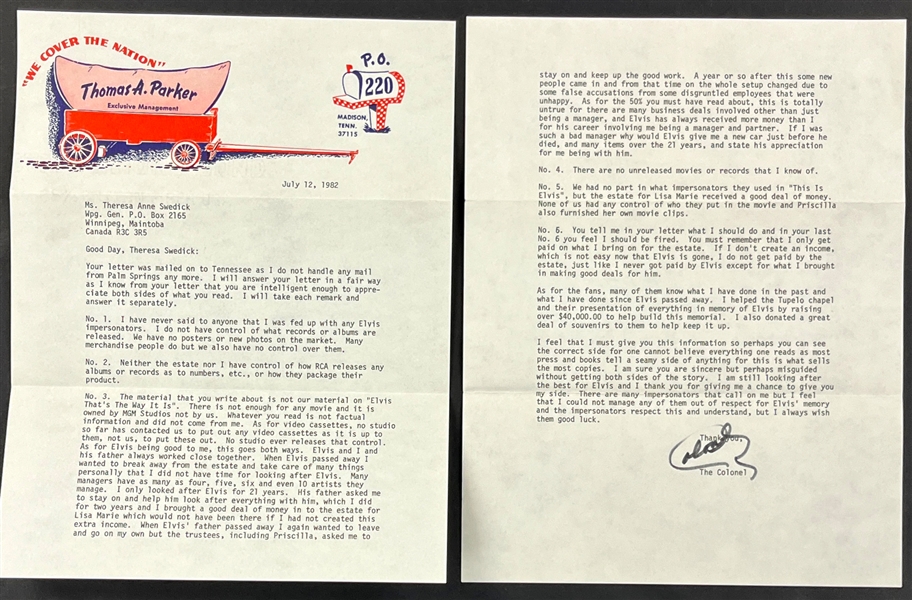 "WE COVER THE NATION"
Thomas A. Parker
Exclusive Management
P.O.
220
MADISON,
TENN.
37115
July 12, 1982
Ms. Theresa Anne Swedick
Wpg. Gen. P.O. Box 2165
Winnipeg, Maintoba
Canada R3C 3R5
Good Day, Theresa Swedick:
Your letter was mailed on to Tennessee as I do not handle any mail
from Palm Springs any more. I will answer your letter in a fair way
as I know from your letter that you are intelligent enough to appre-
ciate both sides of what you read. I will take each remark and
answer it separately.
No. 1. I have never said to anyone that I was fed up with any Elvis
impersonators. I do not have control of what records or albums are
released. We have no posters or new photos on the market. Many
merchandise people do but we also have no control over them.
No. 2. Neither the estate nor I have control of how RCA releases
any albums or records as to numbers, etc., or how they package their
product.
No. 3. The material that you write about is not our material on "Elvis
That's The Way It Is". There is not enough for any movie and it is
owned by MGM Studios not by us. Whatever you read is not factual
information and did not come from me. As for video cassettes, no studio
so far has contacted us to put out any video cassettes as it is up to
them, not us, to put these out. No studio ever releases that control.
As for Elvis being good to me, this goes both ways. Elvis and I and
his father always worked close together. When Elvis passed away I
wanted to break away from the estate and take care of many things
personally that I did not have time for looking after Elvis. Many
managers have as many as four, five, six and even 10 artists they
manage. I only looked after Elvis for 21 years. His father asked me
to stay on and help him look after everything with him, which I did
for two years and I brought a good deal of money in to the estate for
Lisa Marie which would not have been there if I had not created this
extra income. When Elvis' father passed away I again wanted to leave
and go on my own but the trustees, including Priscilla, asked me to
stay on and keep up the good work. A year or so after this some new
people came in and from that time on the whole setup changed due to
some false accusations from some disgruntled employees that were
unhappy. As for the 50% you must have read about, this is totally
untrue for there are many business deals involved other than just
being a manager, and Elvis has always received more money than I
for his career involving me being a manager and partner. If I was
such a bad manager why would Elvis give me a new car just before he
died, and many items over the 21 years, and state his appreciation
for me being with him.
No. 4. There are no unreleased movies or records that I know of.
No. 5. We had no part in what impersonators they used in "This Is
Elvis", but the estate for Lisa Marie received a good deal of money.
None of us had any control of who they put in the movie and Priscilla
also furnished her own movie clips.
No. 6. You tell me in your letter what I should do and in your last
No. 6 you feel I should be fired. You must remember that I only get
paid on what I bring on for the estate. If I don't create an income,
which is not easy now that Elvis is gone, I do not get paid by the
estate, just like I never got paid by Elvis except for what I brought
in making good deals for him.
As for the fans, many of them know what I have done in the past and
what I have done since Elvis passed away. I helped the Tupelo chapel
and their presentation of everything in memory of Elvis by raising
over $40,000.00 to help build this memorial. I also donated a great
deal of souvenirs to them to help keep it up.
I feel that I must give you this information so perhaps you can see
the correct side for one cannot believe everything one reads as most
press and books tell a seamy side of anything for this is what sells
the most copies. I am sure you are sincere but perhaps misguided
without getting both sides of the story. I am still looking after
the best for Elvis and I thank you for giving me a chance to give you
my side. There are many impersonators that call on me but I feel
that I could not manage any of them out of respect for Elvis' memory
and the impersonators respect this and understand, but I always wish
them good luck.
Thank you,
Colonel
The Colonel